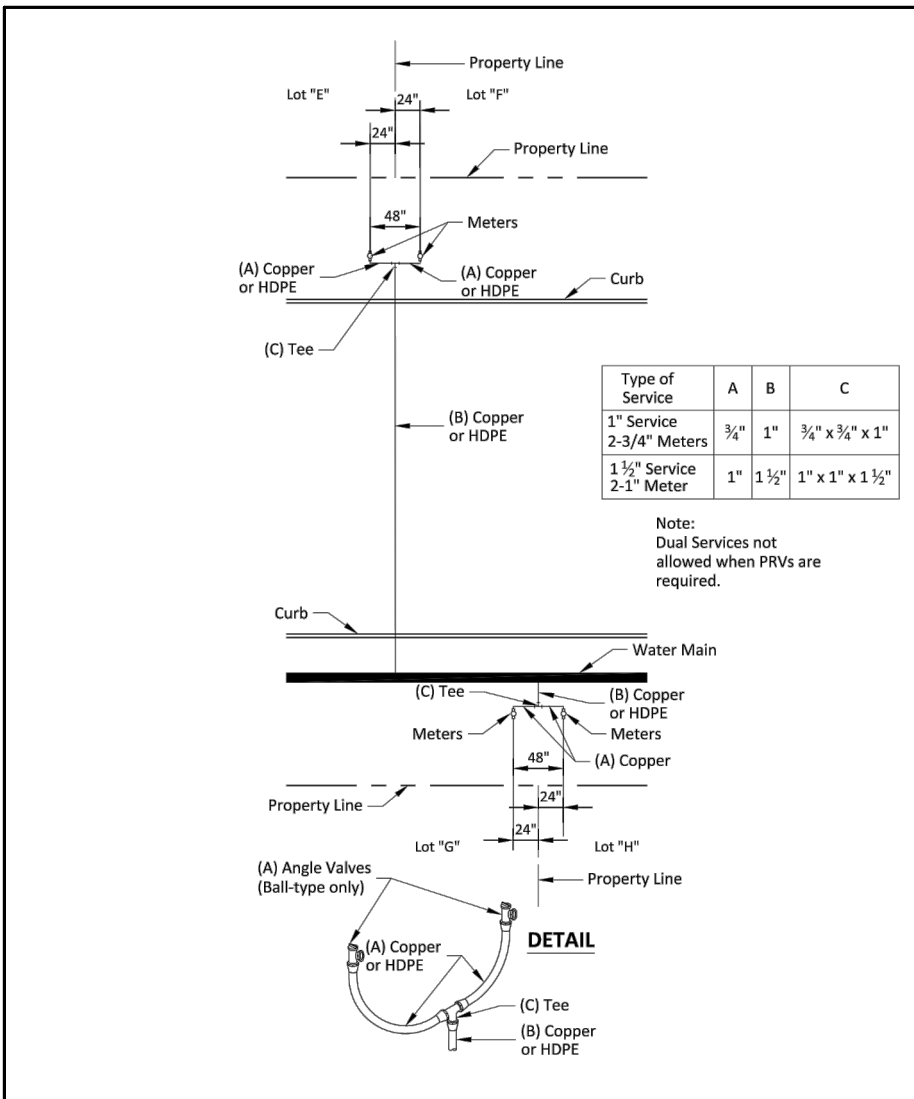 Property Line
Lot "E"
24"
Lot "F"
24"
Property Line
48"
Meters
(A) Copper
or HDPE
(A) Copper
or HDPE
Curb
(C) Tee
Type of
Service
A
B
C
1" Service
2-3/4" Meters
¾"
1"
¾" x ¾" x 1"
1 ½" Service
2-1" Meter
1"
1 ½"
1" x 1" x 1 ½"
(B) Copper
or HDPE
Note:
Dual Services not
allowed when PRVs are
required.
Curb
Water Main
(C) Tee
(B) Copper
or HDPE
Meters
Meters
48"
(A) Copper
Property Line
24"
24"
Lot "G"
Lot "H"
(A) Angle Valves
(Ball-type only)
Property Line
DETAIL
(A) Copper
or HDPE
(C) Tee
(B) Copper
or HDPE